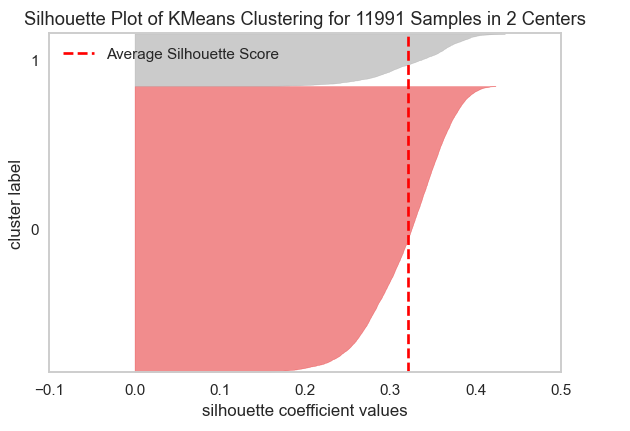 Silhouette Plot of KMeans Clustering for 11991 Samples in 2 Centers
Average Silhouette Score
1
0
cluster label
−0.1 0.0 0.1 0.2 0.3 0.4 0.5
silhouette coefficient values